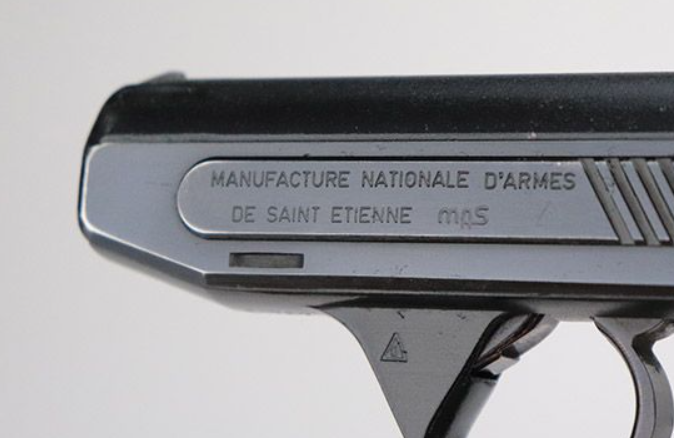 MANUFACTURE NATIONALE D'ARMES
DE SAINT ETIENNE mas